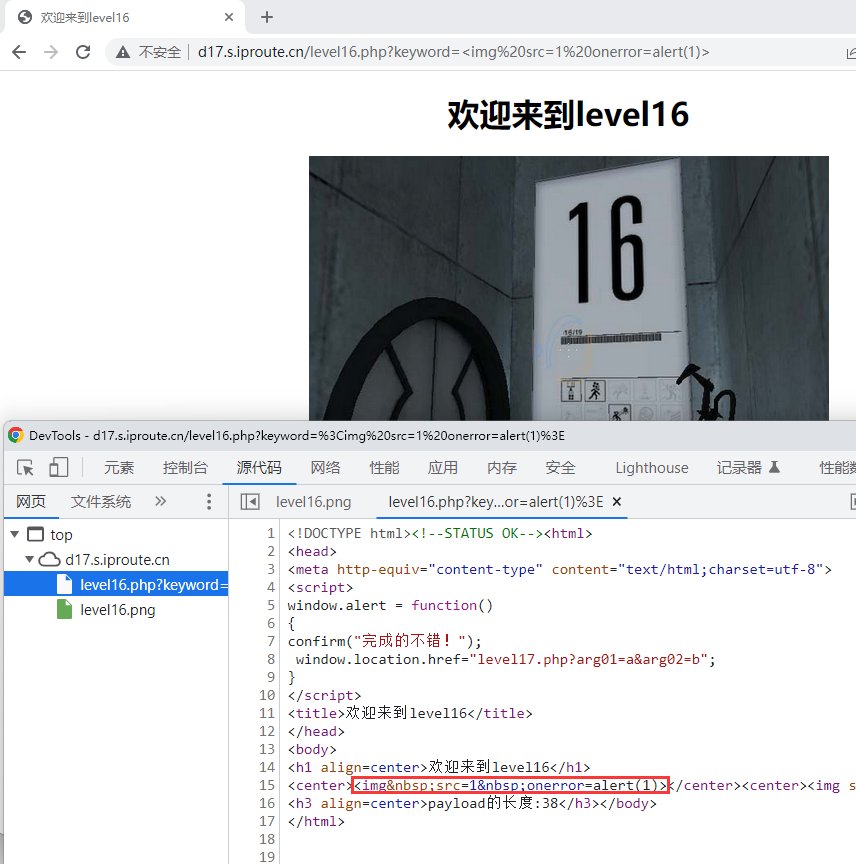 欢迎来到level16
不安全 d17.s.iproute.cn/level16.php?keyword=<img%20src=1%20onerror=alert(1)>
欢迎来到level16
16
16/19
DevTools - d17.s.iproute.cn/level16.php?keyword=%3Cimg%20src=1%20onerror=alert(1)%3E
元素 控制台 源代码 网络 性能 应用 内存 安全 Lighthouse 记录器 性能数
网页 文件系统 level16.png level16.php?key...or=alert(1)%3E
top
d17.s.iproute.cn
level16.php?keyword=
level16.png
1 <!DOCTYPE html><!--STATUS OK--><html>
2 <head>
3 <meta http-equiv="content-type" content="text/html;charset=utf-8">
4 <script>
5 window.alert = function()
6 {
7 confirm("完成的不错！");
8 window.location.href="level17.php?arg01=a&arg02=b";
9 }
10 </script>
11 <title>欢迎来到level16</title>
12 </head>
13 <body>
14 <h1 align=center>欢迎来到level16</h1>
15 <center><img&nbsp;src=1&nbsp;onerror=alert(1)></center><center><img s
16 <h3 align=center>payload的长度:38</h3></body>
17 </html>
18
19